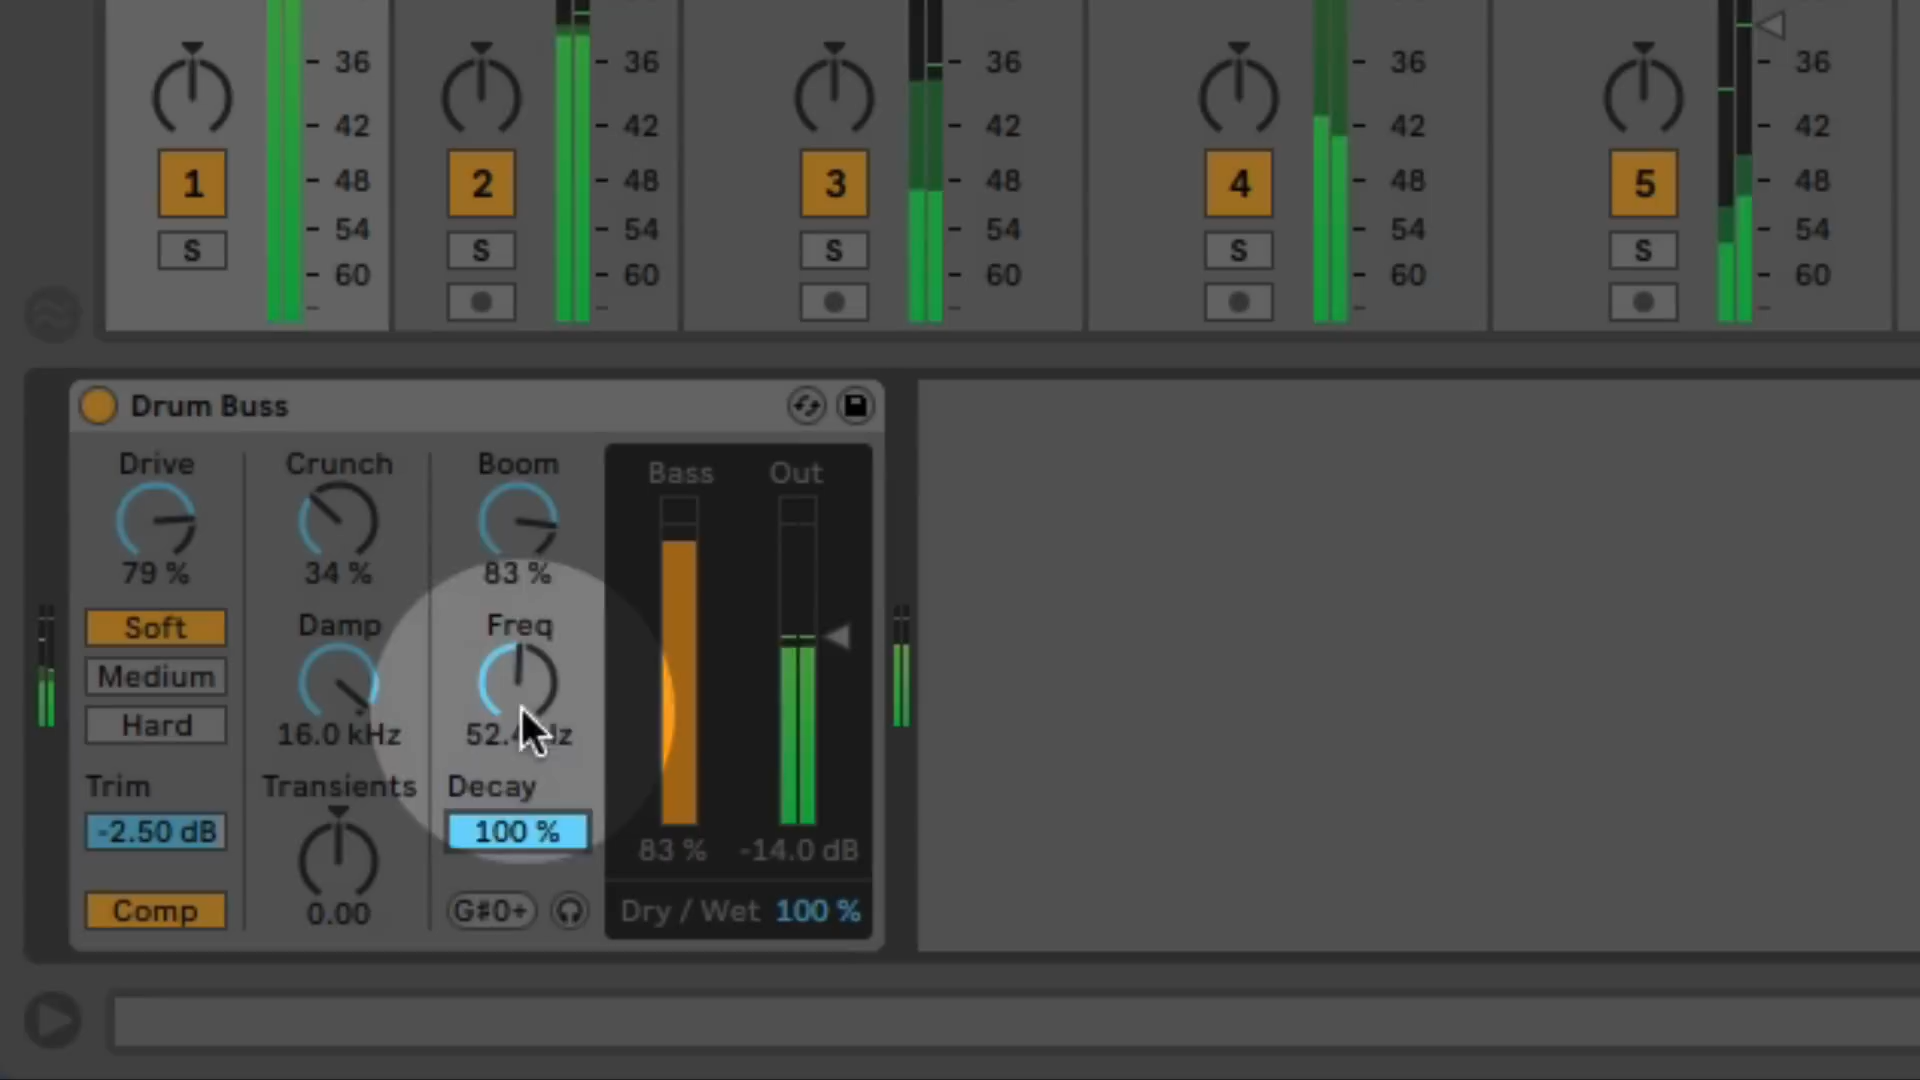 36 36 36 36 36
42 42 42 42 42
1 2 3 4 5
48 48 48 48 48
S S S S S
54 54 54 54 54
60 60 60 60 60
Drum Buss
Drive Crunch Boom Bass Out
79 % 34 % 83 %
Soft Damp Freq
Medium
Hard 16.0 kHz
Trim Transients Decay
-2.50 dB 100 %
83 % -14.0 dB
Comp 0.00 G#0+ Dry / Wet 100 %